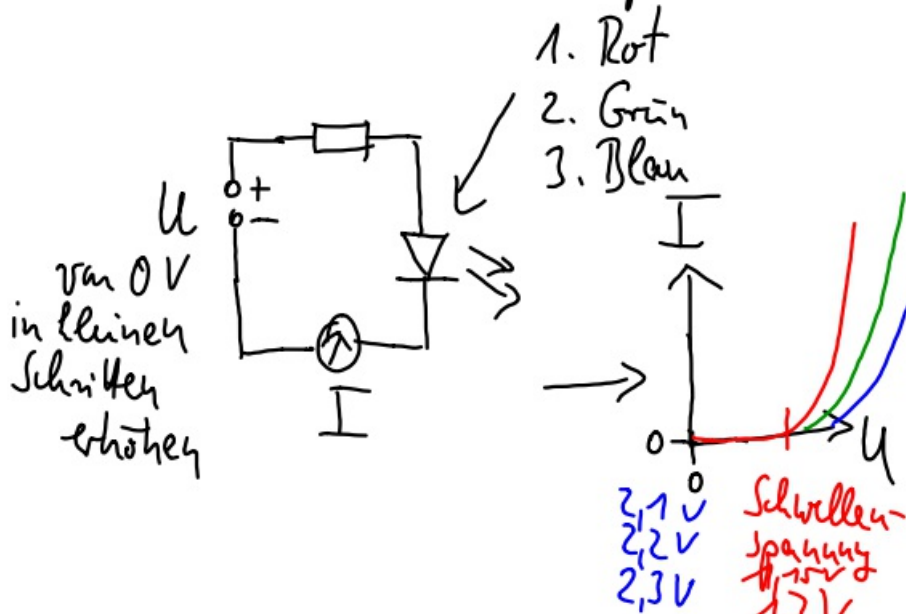 1. Rot
2. Grün
3. Blau
U
+
−
von 0 V
in kleinen
Schritten
erhöhen
I
I
0
0
U
2,1 V
2,2 V
2,3 V
Schwellen-
spannung